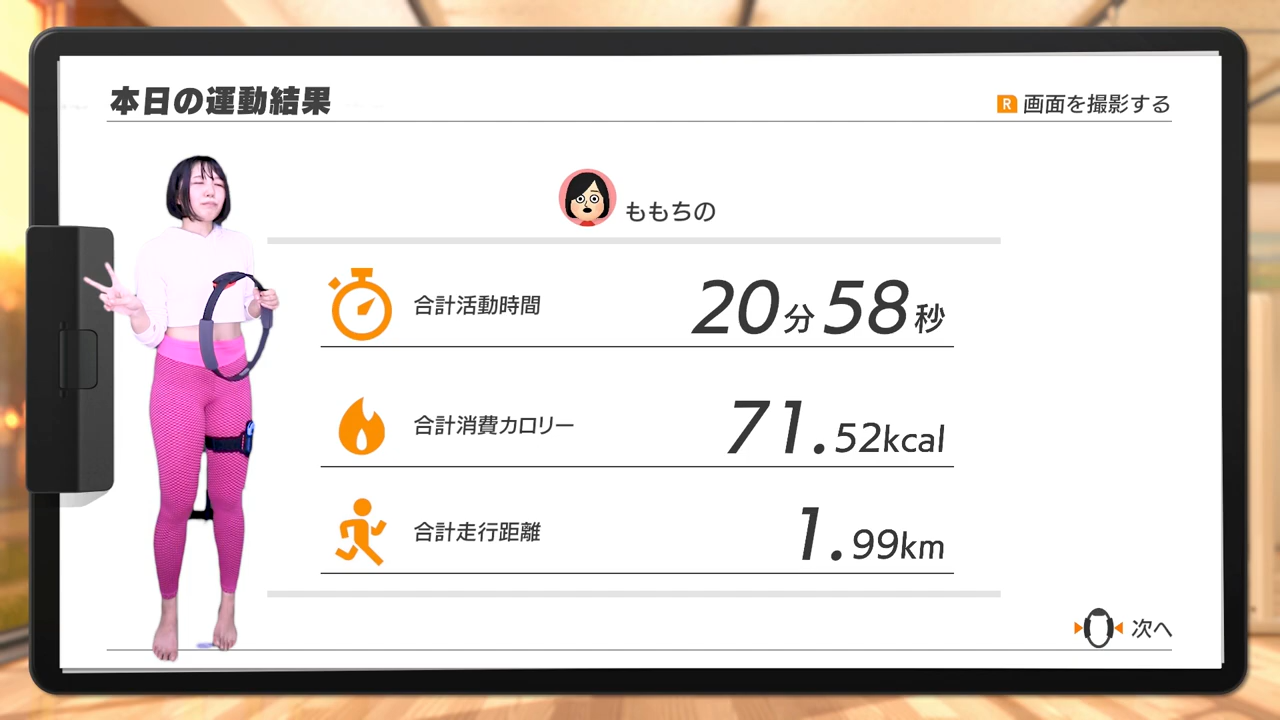 本日の運動結果
R 画面を撮影する
ももちの
合計活動時間 20分58秒
合計消費カロリー 71.52kcal
合計走行距離 1.99km
次へ